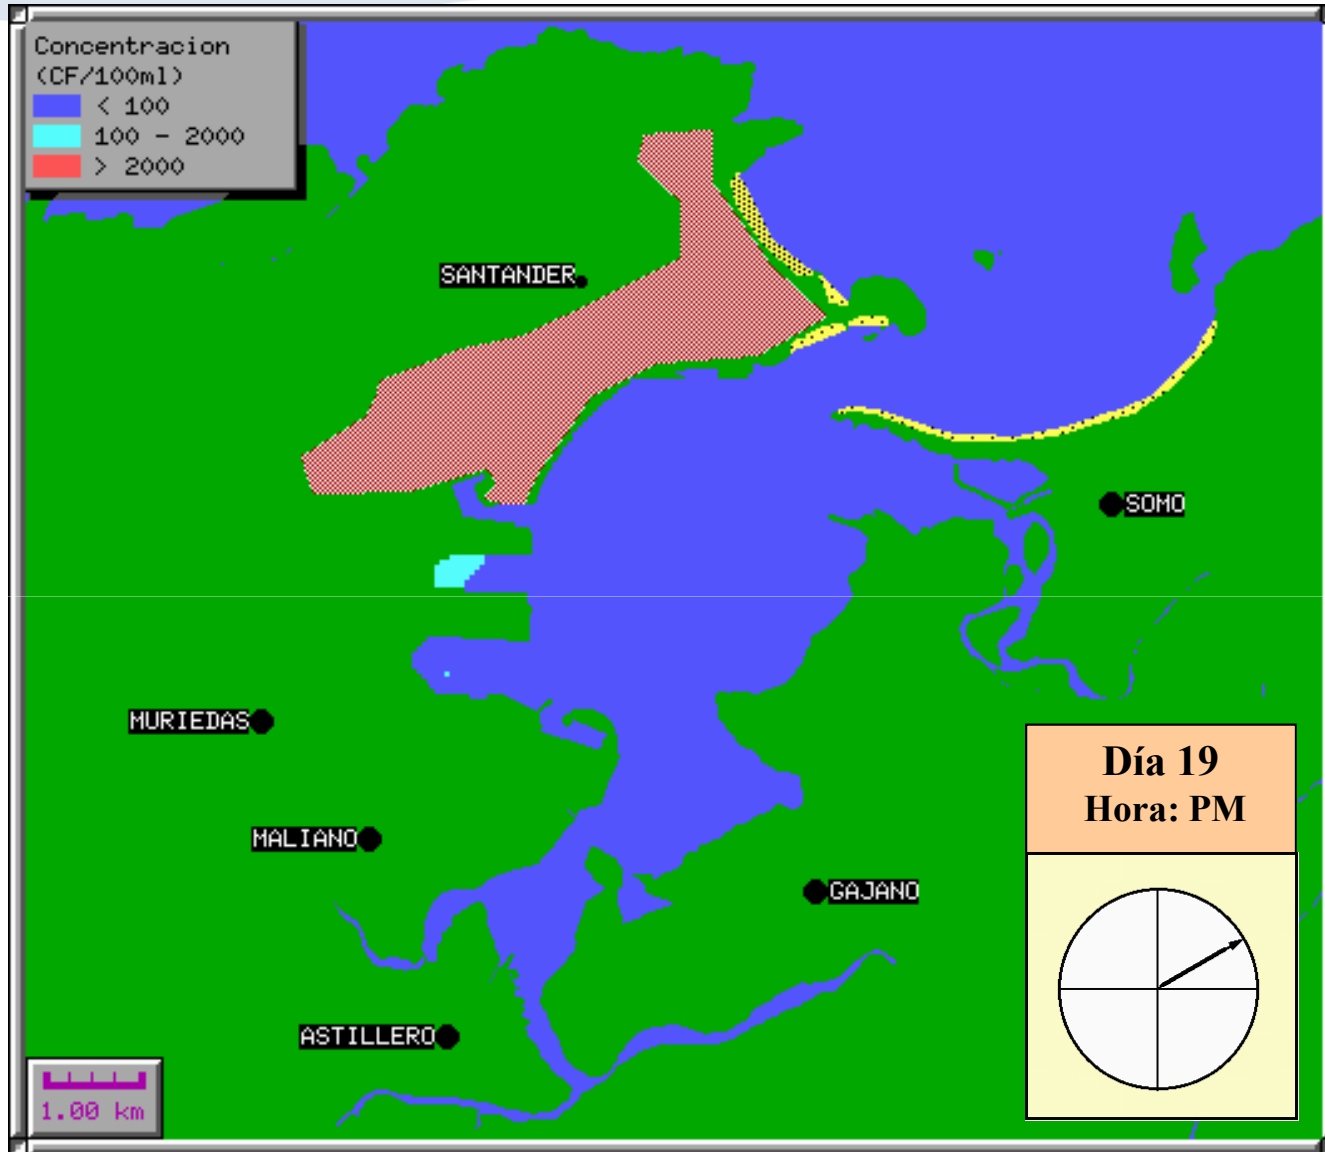 Concentracion
(CF/100ml)
< 100
100 - 2000
> 2000
SANTANDER
SOMO
MURIEDAS
MALIANO
GAJANO
ASTILLERO
Día 19
Hora: PM
1.00 km